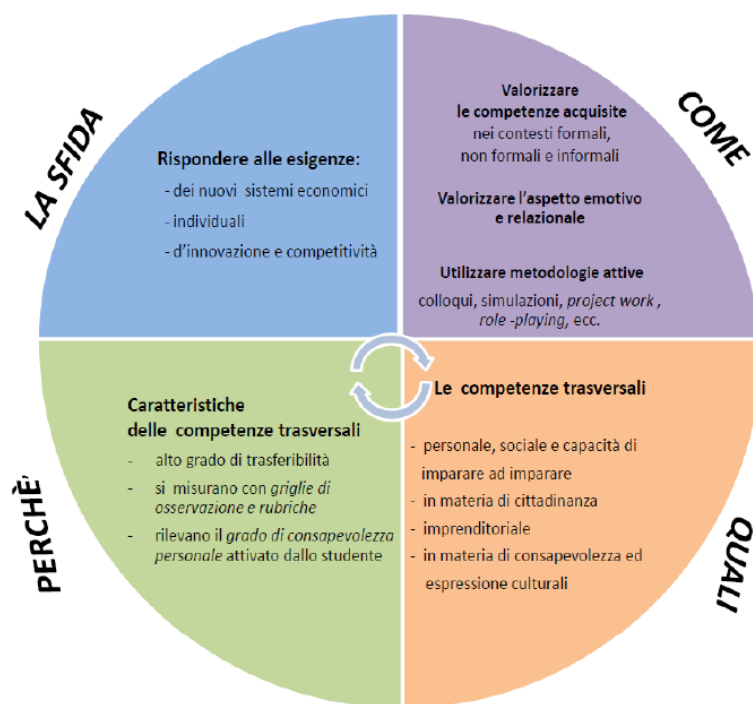 LA SFIDA
Rispondere alle esigenze:
- dei nuovi sistemi economici
- individuali
- d'innovazione e competitività
COME
Valorizzare
le competenze acquisite
nei contesti formali,
non formali e informali
Valorizzare l'aspetto emotivo
e relazionale
Utilizzare metodologie attive
colloqui, simulazioni, project work ,
role -playing, ecc.
PERCHÈ'
Caratteristiche
delle competenze trasversali
- alto grado di trasferibilità
- si misurano con griglie di
osservazione e rubriche
- rilevano il grado di consapevolezza
personale attivato dallo studente
QUALI
Le competenze trasversali
- personale, sociale e capacità di
imparare ad imparare
- in materia di cittadinanza
- imprenditoriale
- in materia di consapevolezza ed
espressione culturali